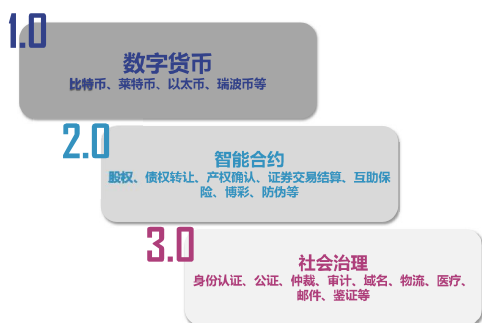 1.0
数字货币
比特币、莱特币、以太币、瑞波币等
2.0
智能合约
股权、债权转让、产权确认、证券交易结算、互助保
险、博彩、防伪等
3.0
社会治理
身份认证、公证、仲裁、审计、域名、物流、医疗、
邮件、鉴证等